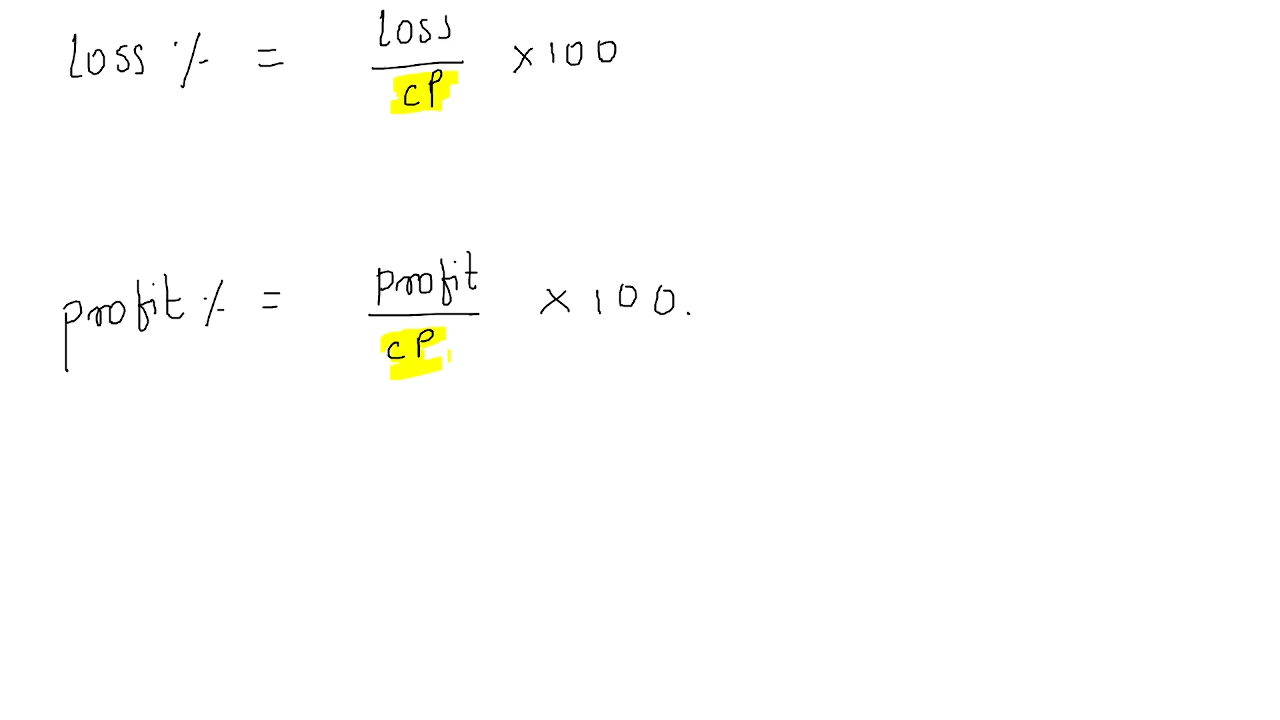 loss % = loss / CP × 100
profit % = profit / CP × 100.